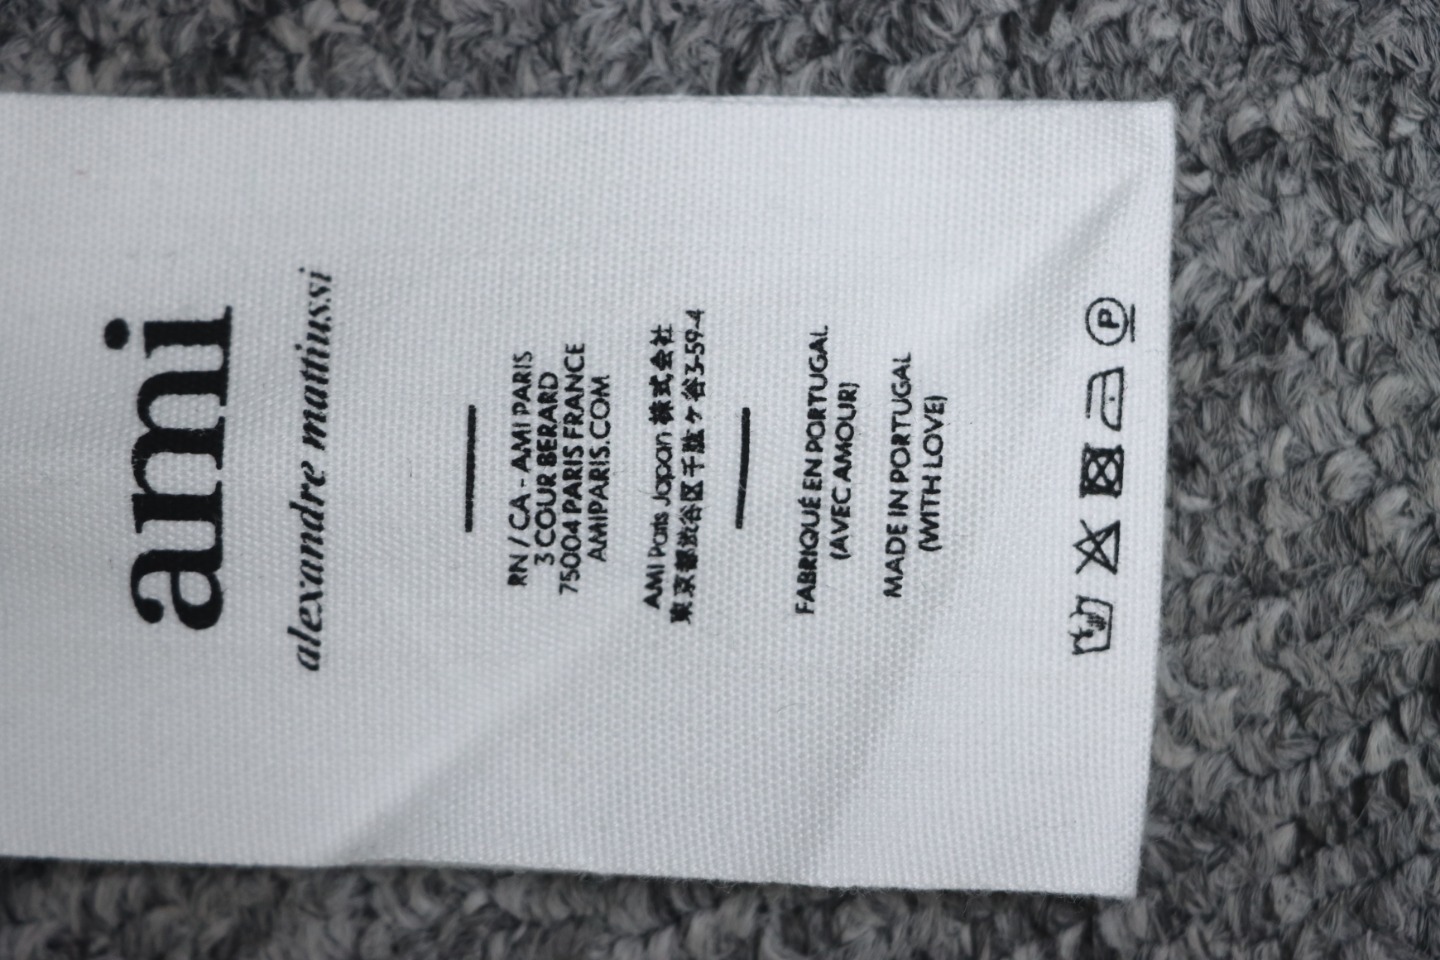 ami
alexandre mattiussi
RN / CA - AMI PARIS
3 COUR BERARD
75004 PARIS FRANCE
AMIPARIS.COM
AMI Paris Japan 株式会社
東京都渋谷区千駄ヶ谷3-59-4
FABRIQUÉ EN PORTUGAL
(AVEC AMOUR)
MADE IN PORTUGAL
(WITH LOVE)
P